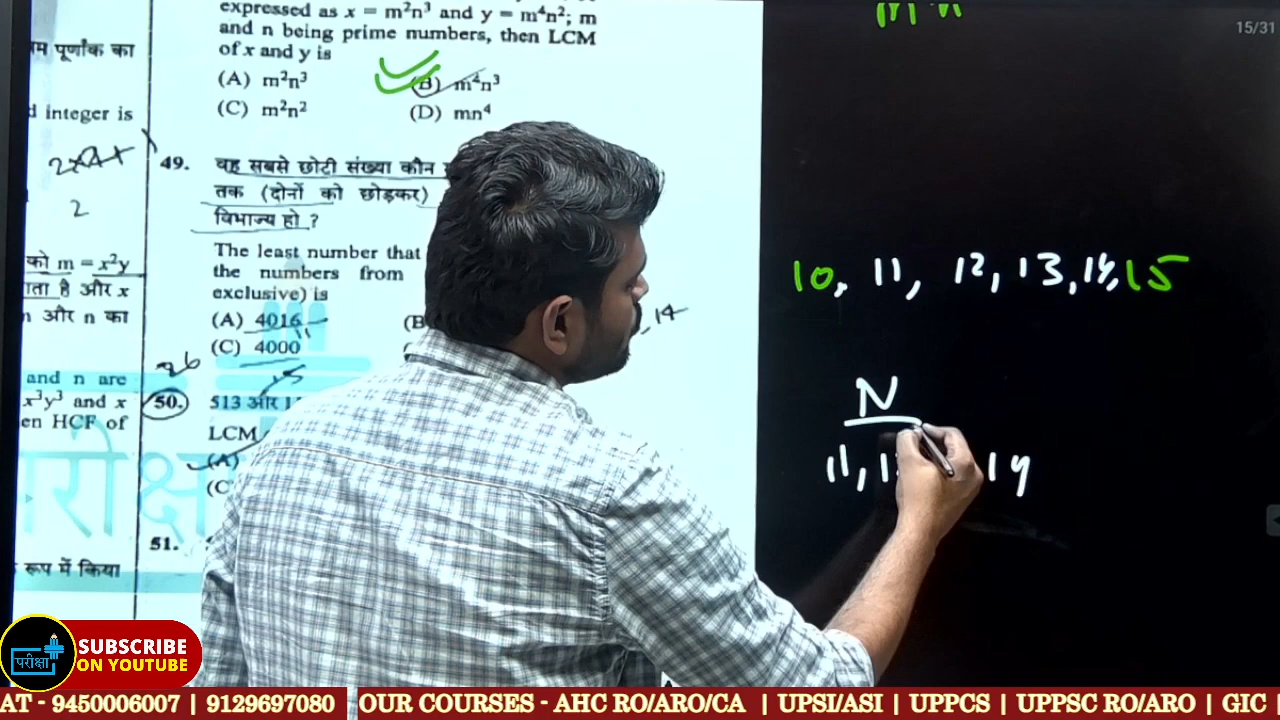 expressed as x = m²n³ and y = m⁴n²; m
and n being prime numbers, then LCM
of x and y is
(A) m²n³
(B) m⁴n³
(C) m²n²
(D) mn⁴
पूर्णांक का
integer is
2
49. वह सबसे छोटी संख्या कौन
तक (दोनों को छोड़कर)
विभाज्य हो ?
The least number that
the numbers from
exclusive) is
(A) 4016
(C) 4000
11
14
को m = x²y
है और x
m और n का
and n are
x³y³ and x
HCF of
50. 513 और
LCM
(A)
(C
51.
रूप में किया
15/31
m n
10, 11, 12, 13, 14, 15
N
11, 14
परीक्षा
SUBSCRIBE
ON YOUTUBE
AT - 9450006007 | 9129697080 | OUR COURSES - AHC RO/ARO/CA | UPSI/ASI | UPPCS | UPPSC RO/ARO | GIC |